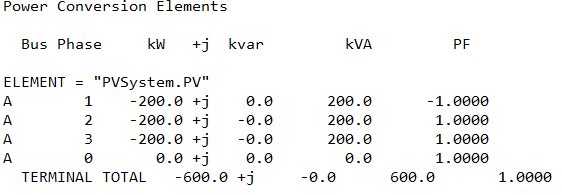 Power Conversion Elements
Bus Phase kW +j kvar kVA PF
ELEMENT = "PVSystem.PV"
A 1 -200.0 +j 0.0 200.0 -1.0000
A 2 -200.0 +j -0.0 200.0 1.0000
A 3 -200.0 +j -0.0 200.0 1.0000
A 0 0.0 +j 0.0 0.0 1.0000
TERMINAL TOTAL -600.0 +j -0.0 600.0 1.0000